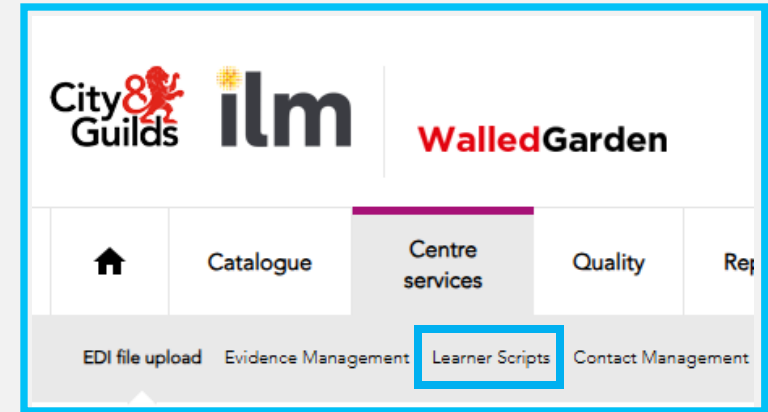 City&
Guilds
ilm
WalledGarden
Catalogue
Centre
services
Quality
EDI file upload Evidence Management Learner Scripts Contact Management